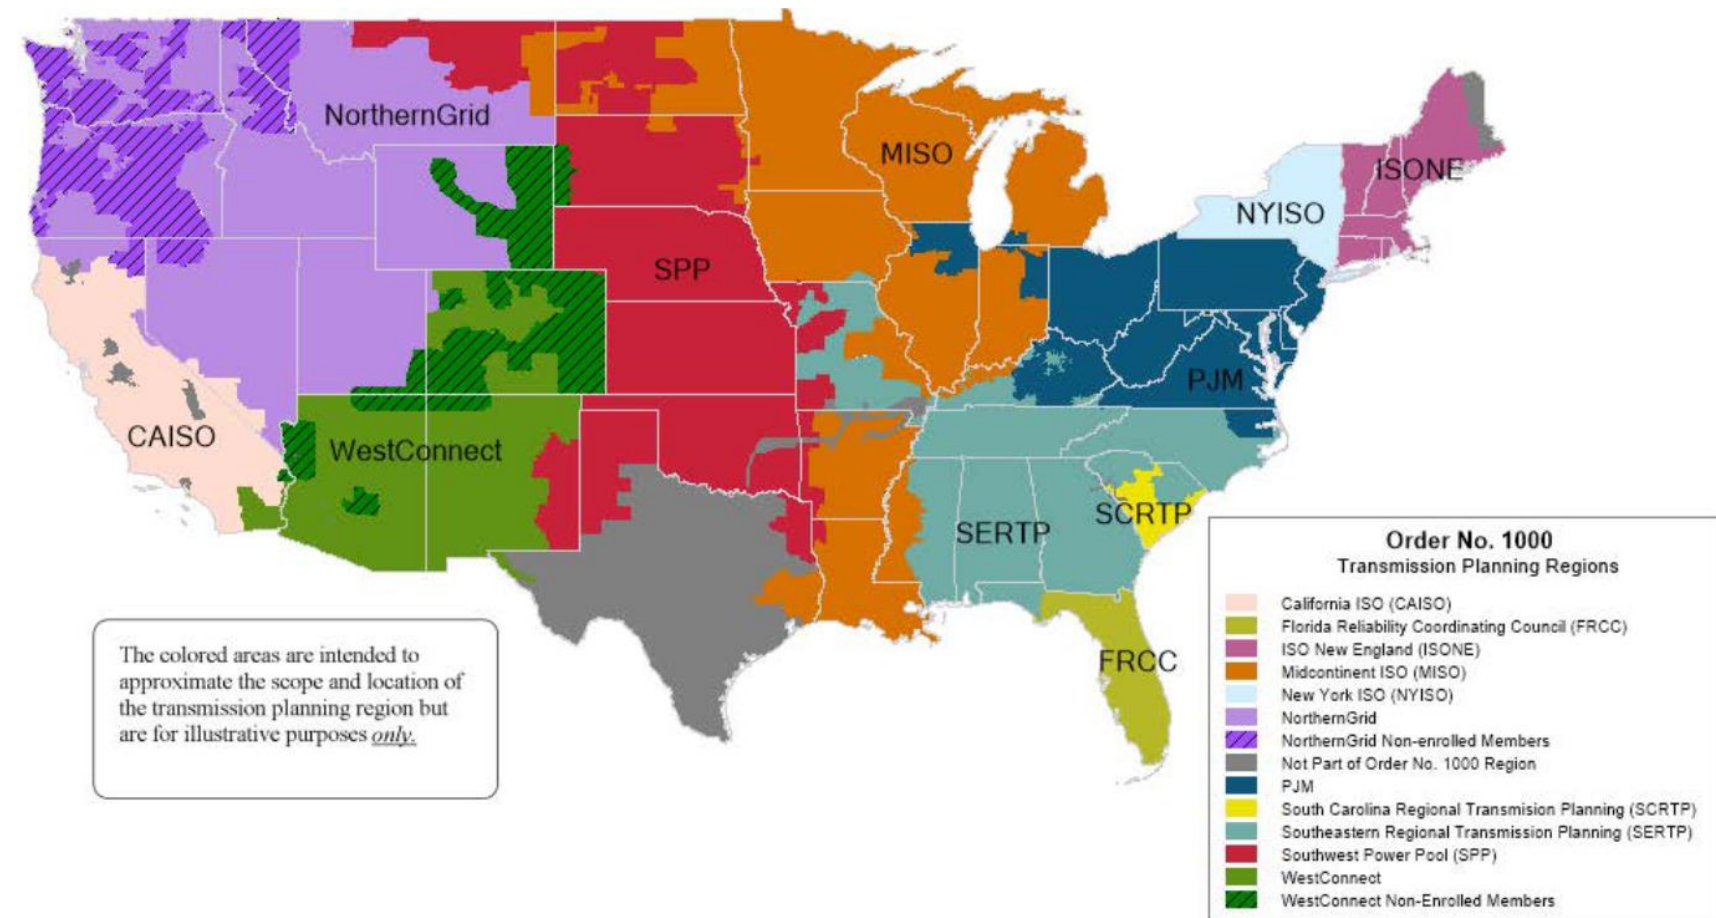 NorthernGrid
MISO
ISONE
NYISO
SPP
PJM
CAISO
WestConnect
SCRTP
SERTP
FRCC
The colored areas are intended to
approximate the scope and location of
the transmission planning region but
are for illustrative purposes only.
Order No. 1000
Transmission Planning Regions
California ISO (CAISO)
Florida Reliability Coordinating Council (FRCC)
ISO New England (ISONE)
Midcontinent ISO (MISO)
New York ISO (NYISO)
NorthernGrid
NorthernGrid Non-enrolled Members
Not Part of Order No. 1000 Region
PJM
South Carolina Regional Transmision Planning (SCRTP)
Southeastern Regional Transmission Planning (SERTP)
Southwest Power Pool (SPP)
WestConnect
WestConnect Non-Enrolled Members